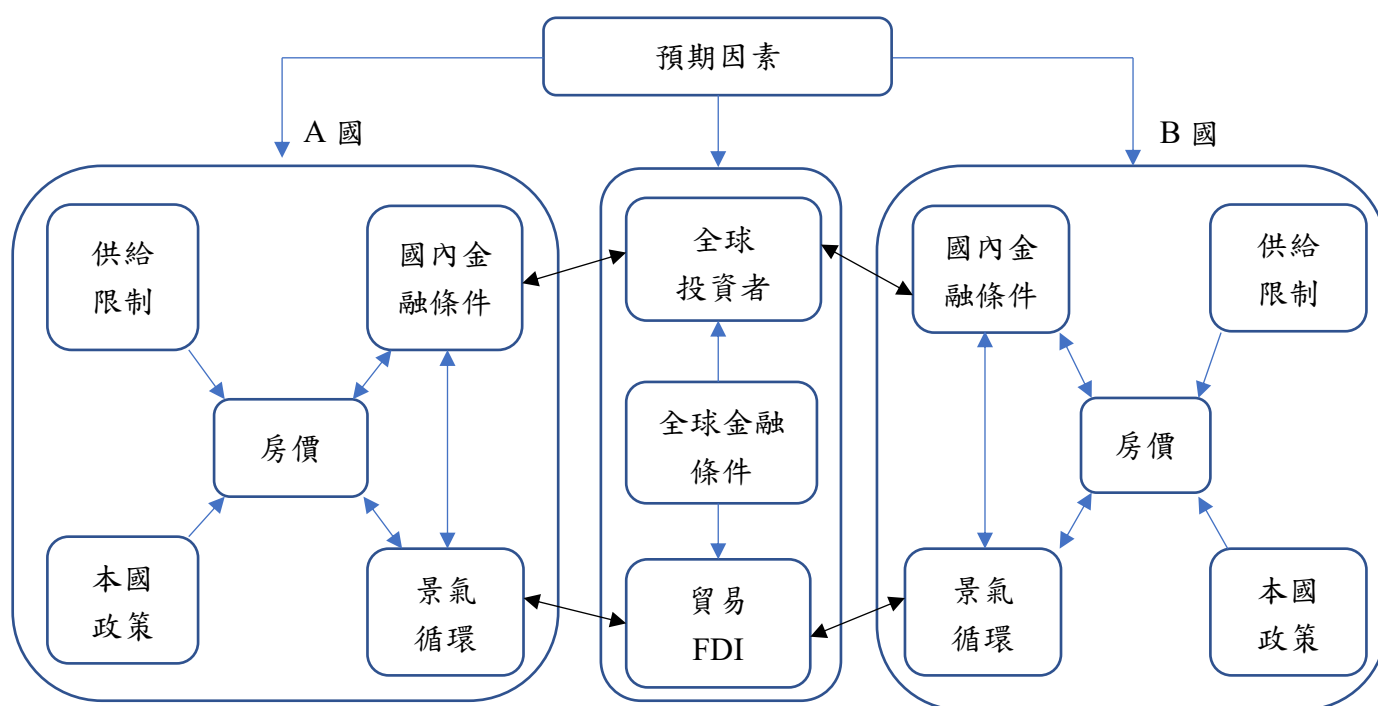 預期因素
A 國
B 國
供給
限制
國內金
融條件
房價
本國
政策
景氣
循環
全球
投資者
全球金融
條件
貿易
FDI
國內金
融條件
供給
限制
房價
景氣
循環
本國
政策